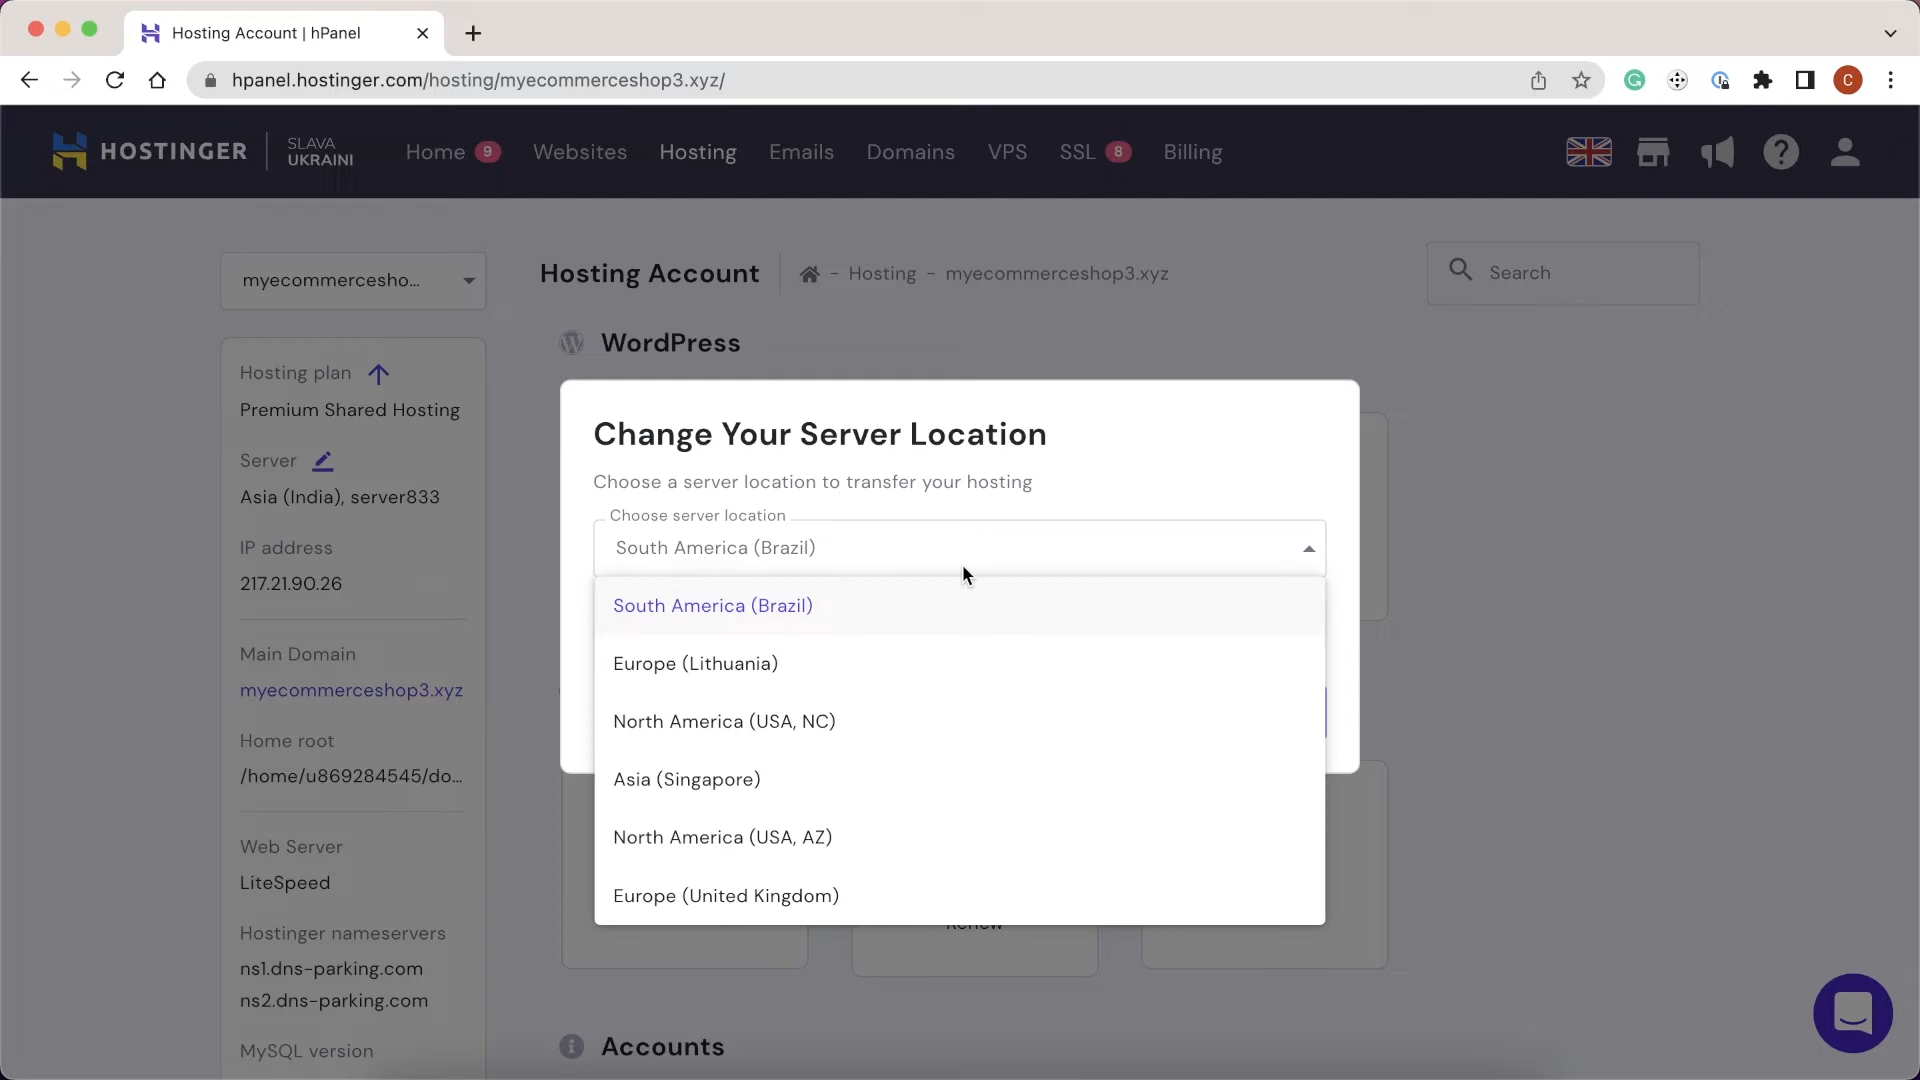 Hosting Account | hPanel
hpanel.hostinger.com/hosting/myecommerceshop3.xyz/
C
HOSTINGER
SLAVA
UKRAINI
Home 9 Websites Hosting Emails Domains VPS SSL 8 Billing
myecommercesho...
Hosting Account
- Hosting - myecommerceshop3.xyz
Search
WordPress
Hosting plan
Premium Shared Hosting
Server
Asia (India), server833
IP address
217.21.90.26
Main Domain
myecommerceshop3.xyz
Home root
/home/u869284545/do...
Web Server
LiteSpeed
Hostinger nameservers
ns1.dns-parking.com
ns2.dns-parking.com
MySQL version
Change Your Server Location
Choose a server location to transfer your hosting
Choose server location
South America (Brazil)
South America (Brazil)
Europe (Lithuania)
North America (USA, NC)
Asia (Singapore)
North America (USA, AZ)
Europe (United Kingdom)
Accounts